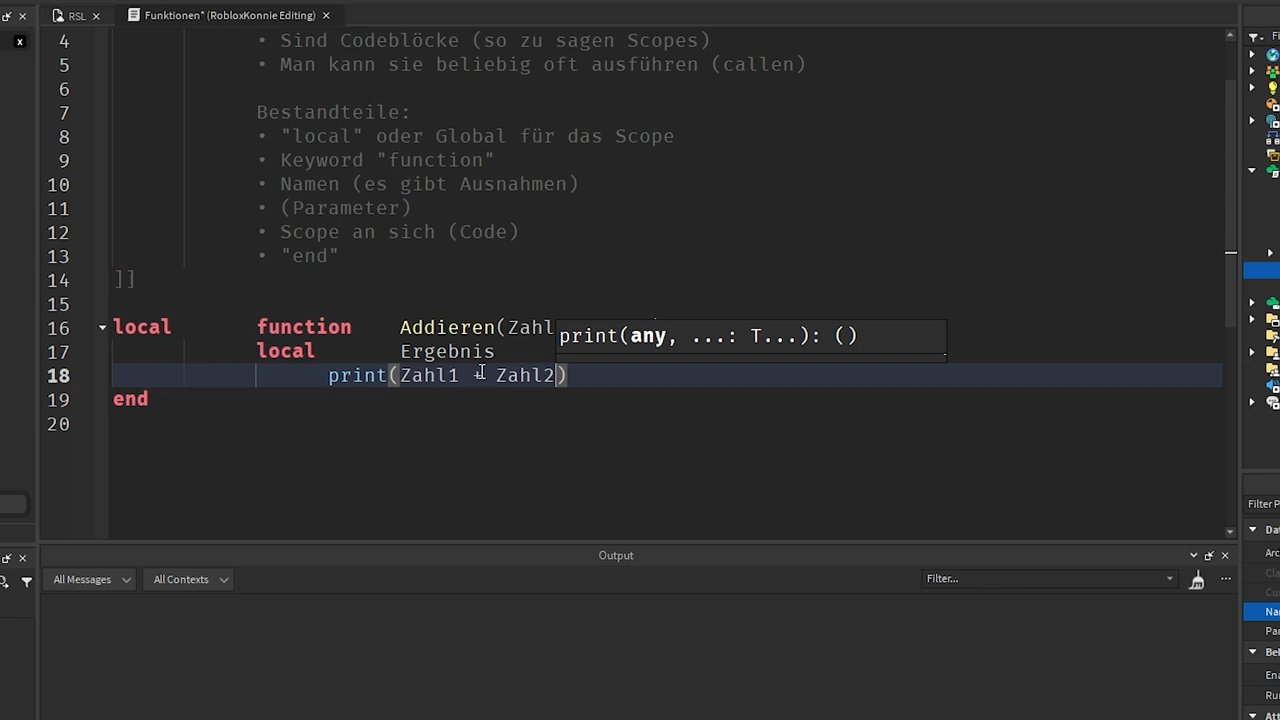 RSL
Funktionen* (RobloxKonnie Editing)
4 • Sind Codeblöcke (so zu sagen Scopes)
5 • Man kann sie beliebig oft ausführen (callen)
6
7 Bestandteile:
8 • "local" oder Global für das Scope
9 • Keyword "function"
10 • Namen (es gibt Ausnahmen)
11 • (Parameter)
12 • Scope an sich (Code)
13 • "end"
14 ]]
15
16 local function Addieren(Zahl
print(any, ...: T...): ()
17 local Ergebnis
18 print(Zahl1 + Zahl2)
19 end
20
Output
All Messages All Contexts Filter...
Filter P